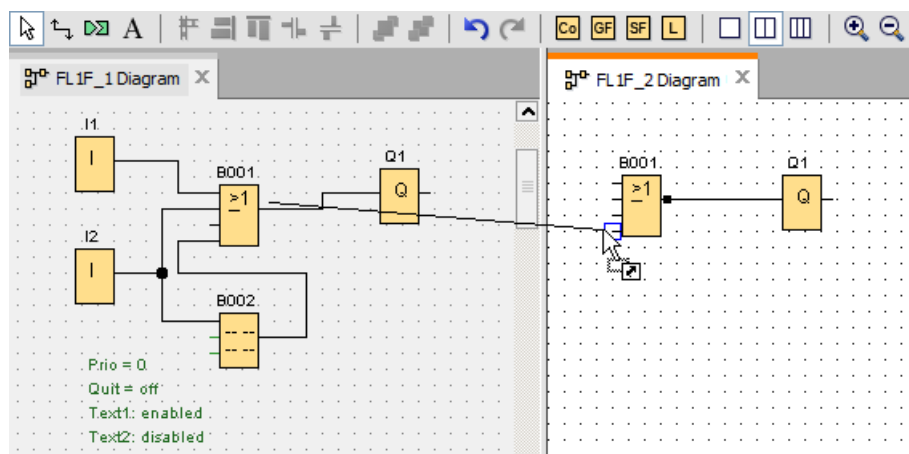 A Co GF SF L
FL1F_1 Diagram
FL1F_2 Diagram
I1
I
B001
≥1
Q1
Q
I2
I
B002
Prio = 0
Quit = off
Text1: enabled
Text2: disabled
B001
≥1
Q1
Q